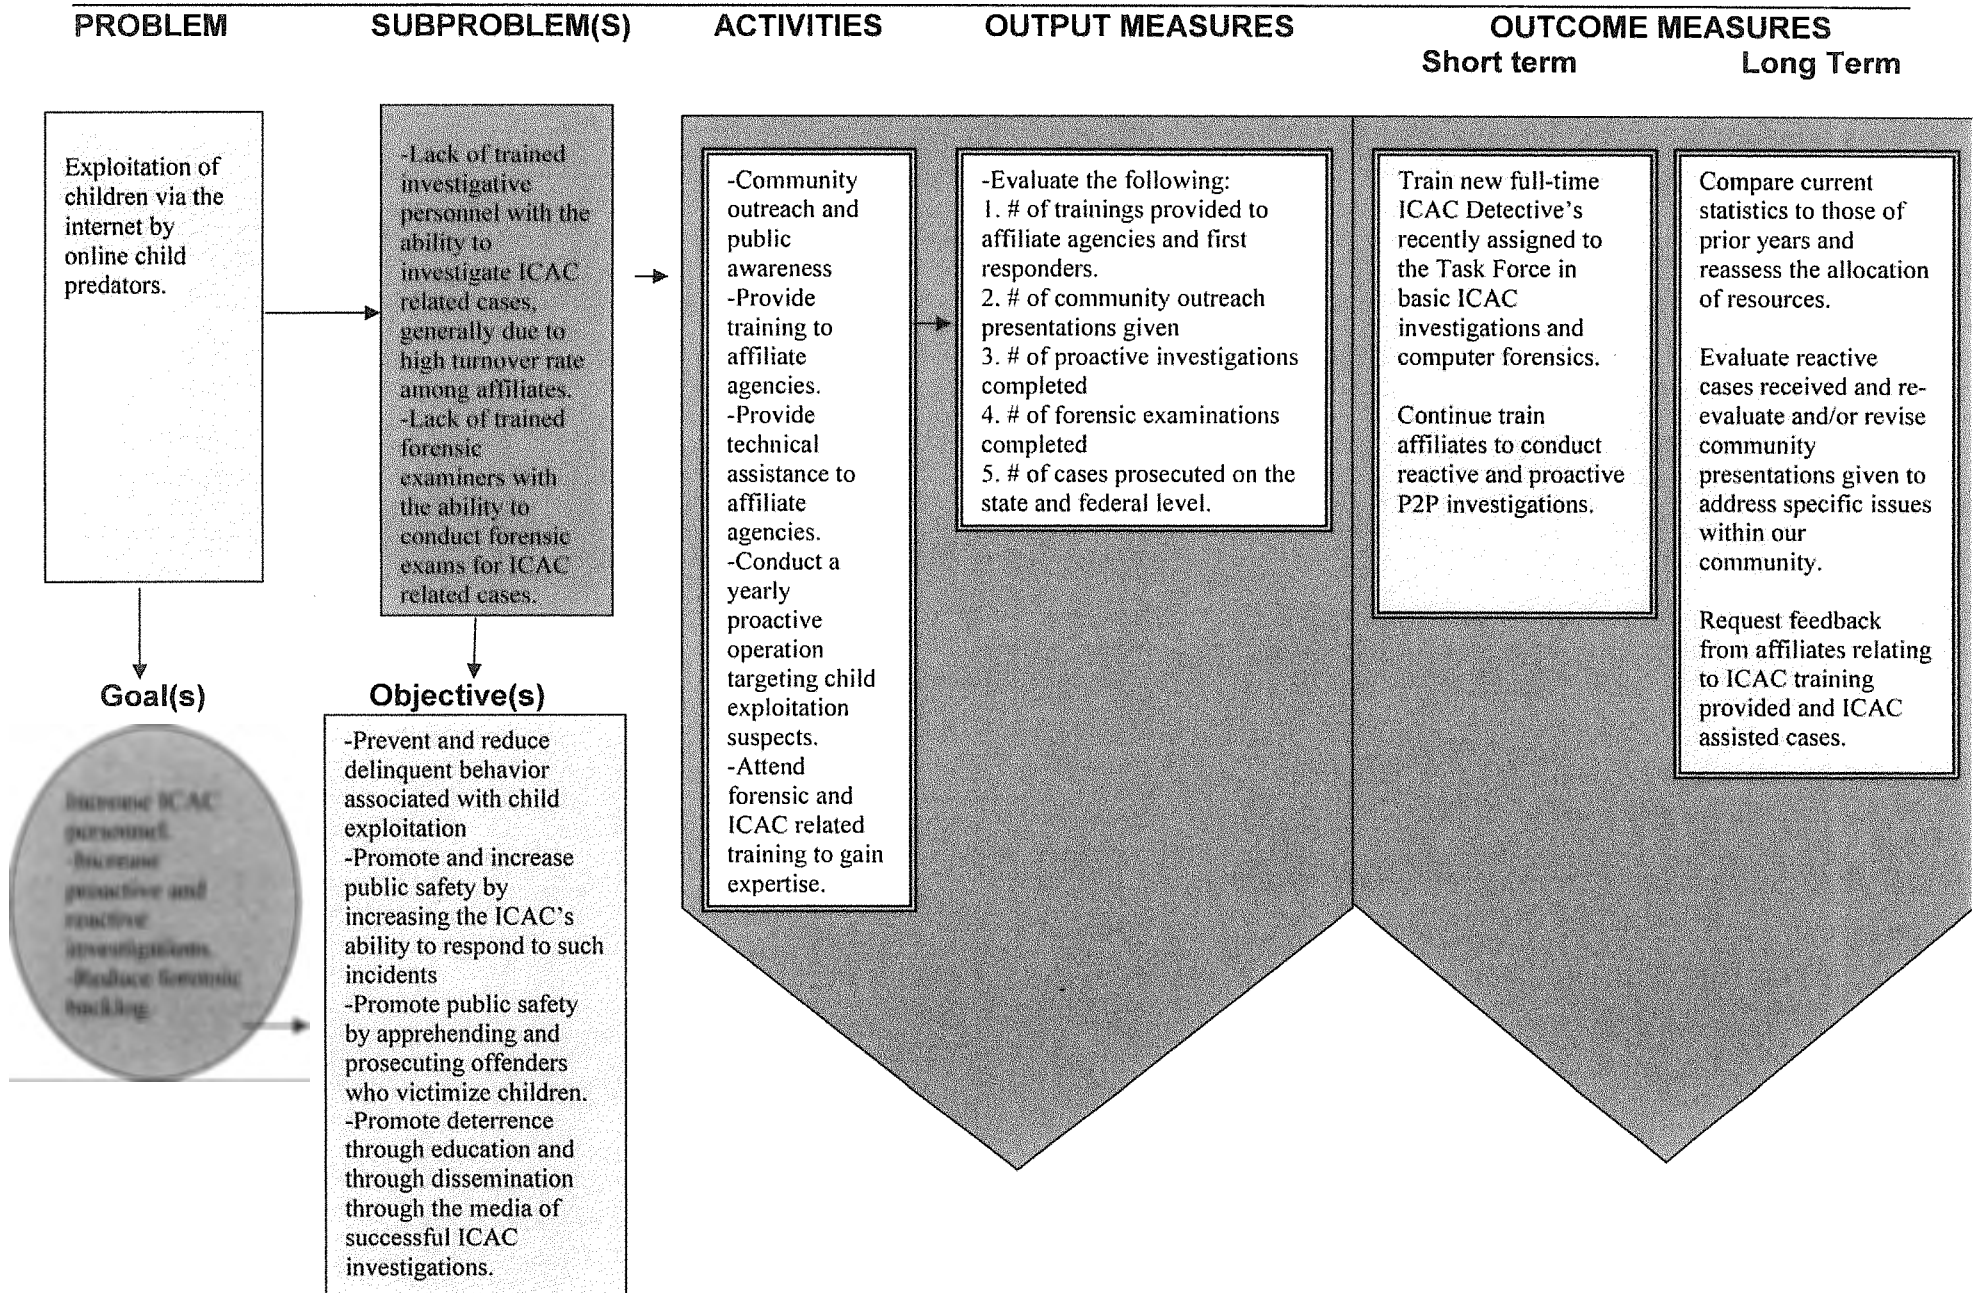 PROBLEM
SUBPROBLEM(S)
ACTIVITIES
OUTPUT MEASURES
OUTCOME MEASURES
Short term
Long Term
Exploitation of
children via the
internet by
online child
predators.
-Lack of trained
investigative
personnel with the
ability to
investigate ICAC
related cases,
generally due to
high turnover rate
among affiliates.
-Lack of trained
forensic
examiners with
the ability to
conduct forensic
exams for ICAC
related cases.
-Community
outreach and
public
awareness
-Provide
training to
affiliate
agencies.
-Provide
technical
assistance to
affiliate
agencies.
-Conduct a
yearly
proactive
operation
targeting child
exploitation
suspects.
-Attend
forensic and
ICAC related
training to gain
expertise.
-Evaluate the following:
1. # of trainings provided to
affiliate agencies and first
responders.
2. # of community outreach
presentations given
3. # of proactive investigations
completed
4. # of forensic examinations
completed
5. # of cases prosecuted on the
state and federal level.
Train new full-time
ICAC Detective's
recently assigned to
the Task Force in
basic ICAC
investigations and
computer forensics.
Continue train
affiliates to conduct
reactive and proactive
P2P investigations.
Compare current
statistics to those of
prior years and
reassess the allocation
of resources.
Evaluate reactive
cases received and re-
evaluate and/or revise
community
presentations given to
address specific issues
within our
community.
Request feedback
from affiliates relating
to ICAC training
provided and ICAC
assisted cases.
Goal(s)
Increase ICAC
personnel.
-Increase
proactive and
reactive
investigations.
-Reduce forensic
backlog.
Objective(s)
-Prevent and reduce
delinquent behavior
associated with child
exploitation
-Promote and increase
public safety by
increasing the ICAC's
ability to respond to such
incidents
-Promote public safety
by apprehending and
prosecuting offenders
who victimize children.
-Promote deterrence
through education and
through dissemination
through the media of
successful ICAC
investigations.